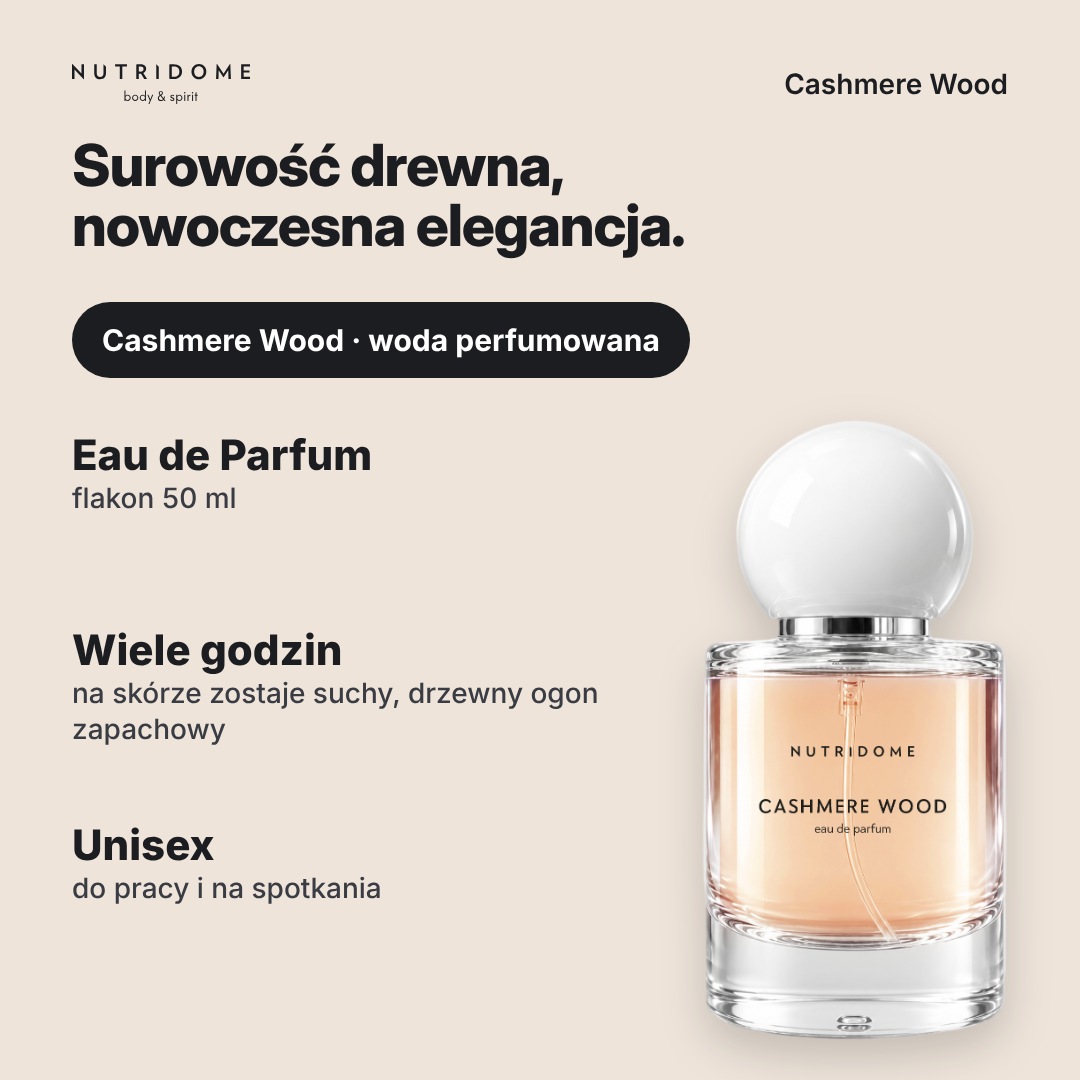 NUTRIDOME
body & spirit
Cashmere Wood
Surowość drewna,
nowoczesna elegancja.
Cashmere Wood · woda perfumowana
Eau de Parfum
flakon 50 ml
Wiele godzin
na skórze zostaje suchy, drzewny ogon
zapachowy
Unisex
do pracy i na spotkania
NUTRIDOME
CASHMERE WOOD
eau de parfum